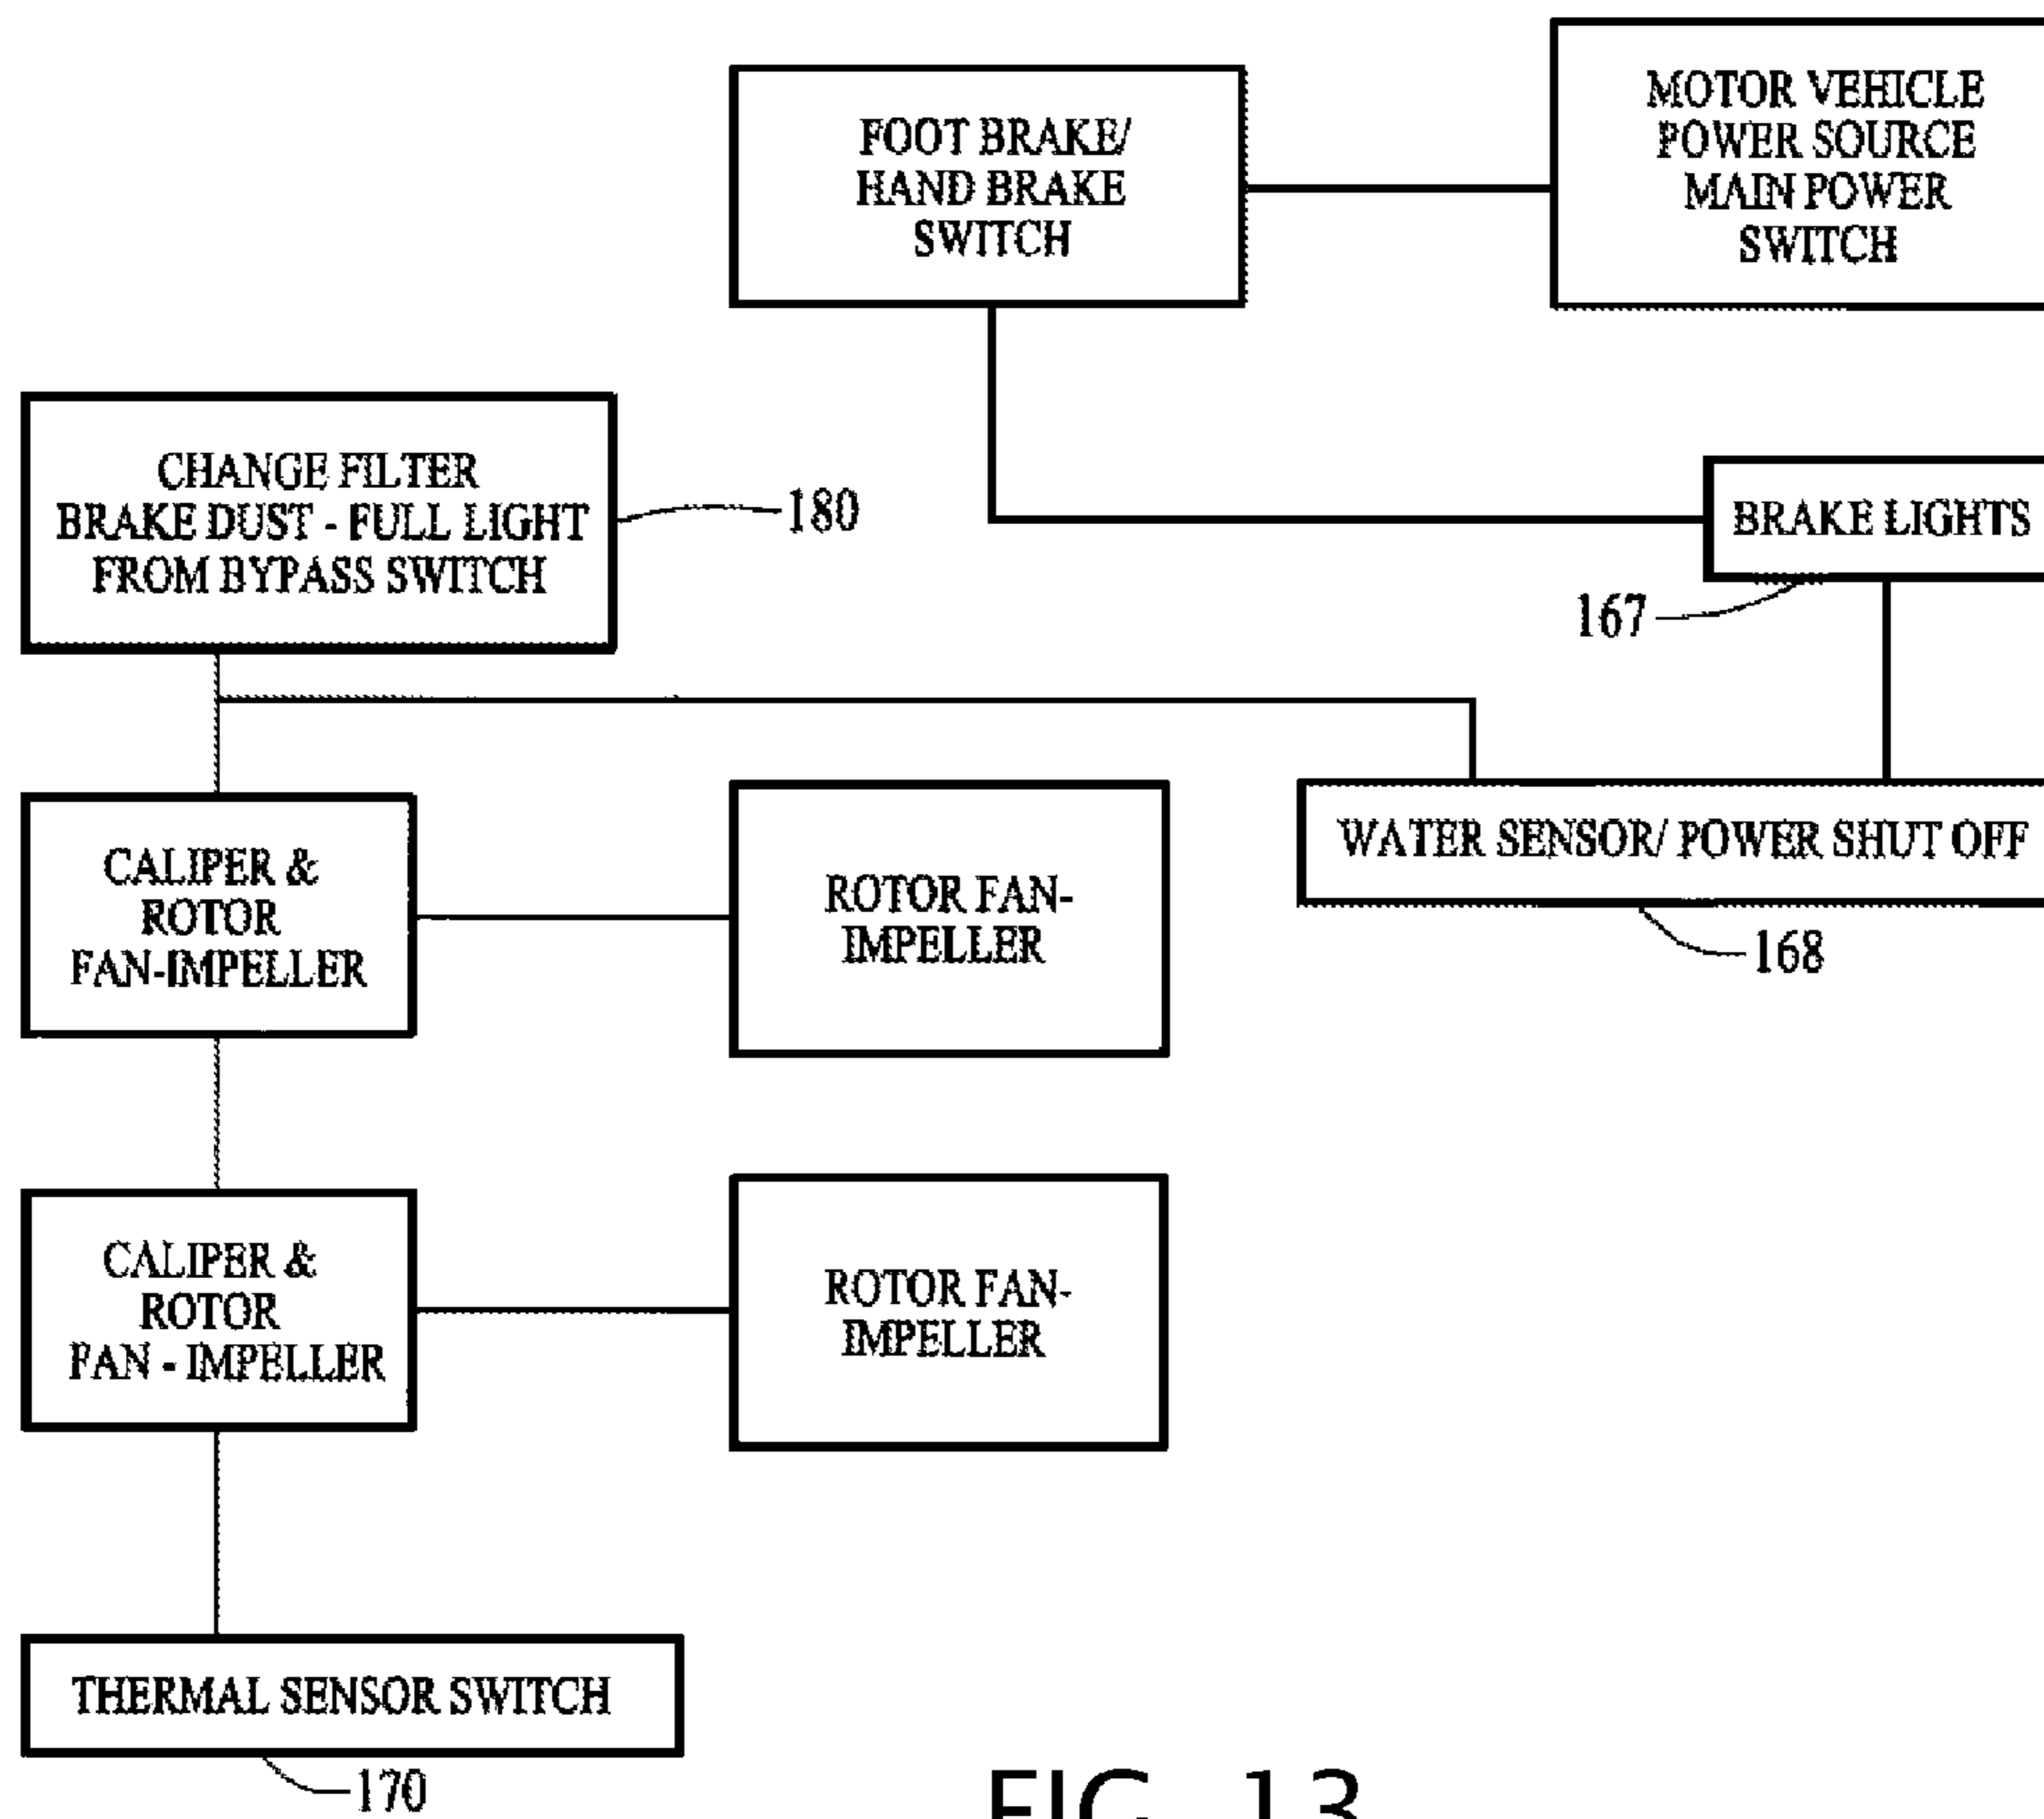 FOOT BRAKE/
HAND BRAKE
SWITCH
MOTOR VEHICLE
POWER SOURCE
MAIN POWER
SWITCH
CHANGE FILTER
BRAKE DUST - FULL LIGHT
FROM BYPASS SWITCH
180
BRAKE LIGHTS
167
CALIPER &
ROTOR
FAN-IMPELLER
ROTOR FAN-
IMPELLER
WATER SENSOR/ POWER SHUT OFF
168
CALIPER &
ROTOR
FAN - IMPELLER
ROTOR FAN-
IMPELLER
THERMAL SENSOR SWITCH
170
FIG. 13